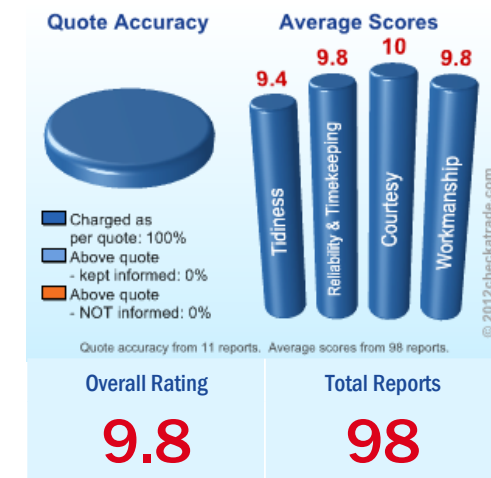 Quote Accuracy
Average Scores
9.4
9.8
10
9.8
Tidiness
Reliability & Timekeeping
Courtesy
Workmanship
Charged as
per quote: 100%
Above quote
- kept informed: 0%
Above quote
- NOT informed: 0%
© 2012checkatrade.com
Quote accuracy from 11 reports. Average scores from 98 reports.
Overall Rating
Total Reports
9.8
98